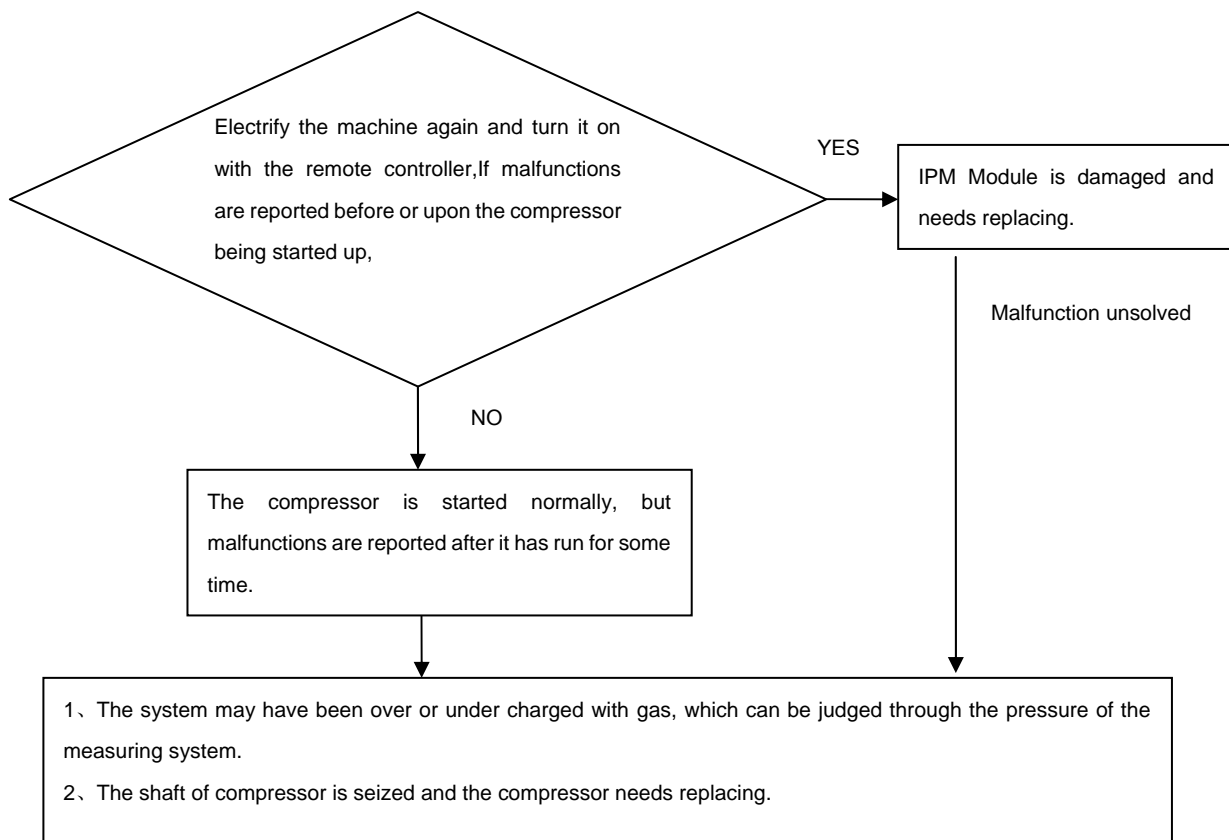 Electrify the machine again and turn it on
with the remote controller,If malfunctions
are reported before or upon the compressor
being started up,
YES
IPM Module is damaged and
needs replacing.
Malfunction unsolved
NO
The compressor is started normally, but
malfunctions are reported after it has run for some
time.
1、The system may have been over or under charged with gas, which can be judged through the pressure of the
measuring system.
2、The shaft of compressor is seized and the compressor needs replacing.